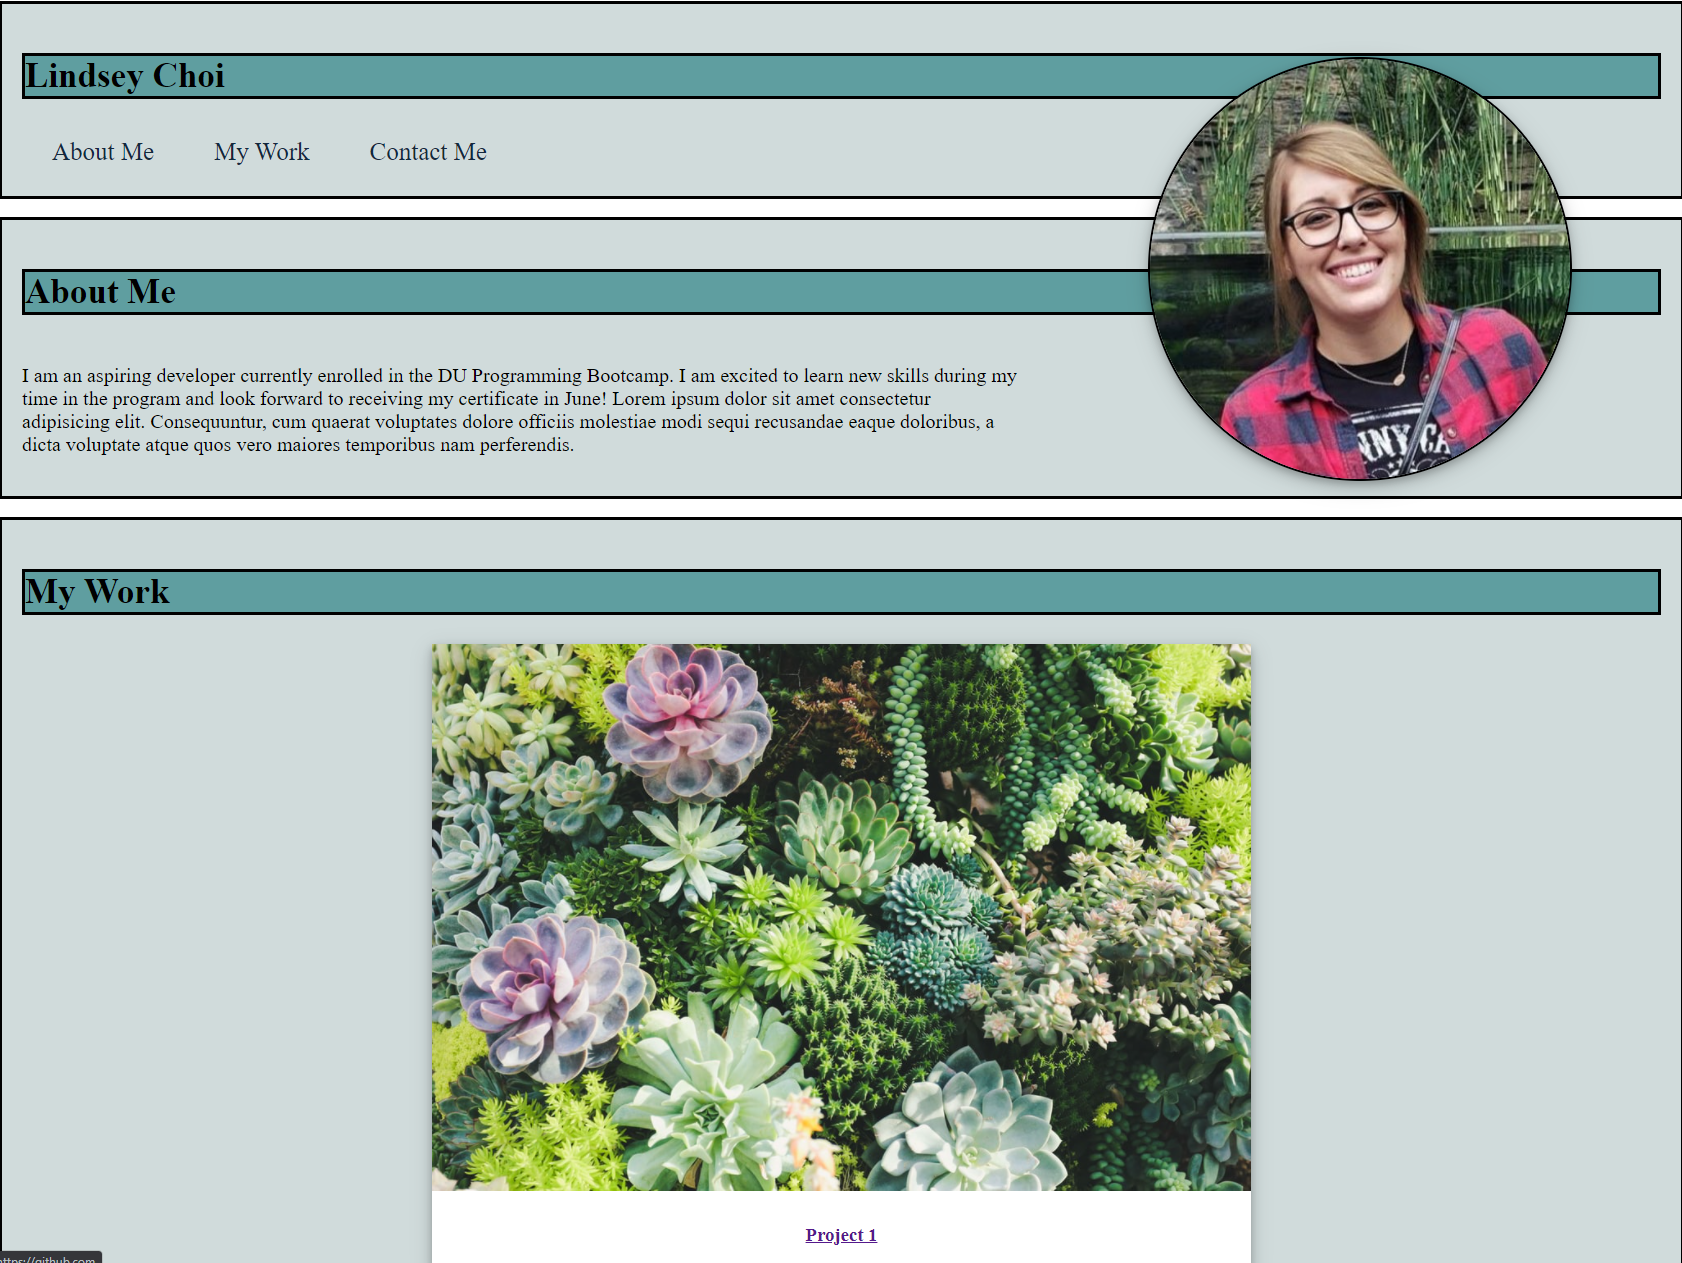 Lindsey Choi
About Me
My Work
Contact Me
About Me
I am an aspiring developer currently enrolled in the DU Programming Bootcamp. I am excited to learn new skills during my
time in the program and look forward to receiving my certificate in June! Lorem ipsum dolor sit amet consectetur
adipisicing elit. Consequuntur, cum quaerat voluptates dolore officiis molestiae modi sequi recusandae eaque doloribus, a
dicta voluptate atque quos vero maiores temporibus nam perferendis.
NNY CA
My Work
Project 1
https://github.com